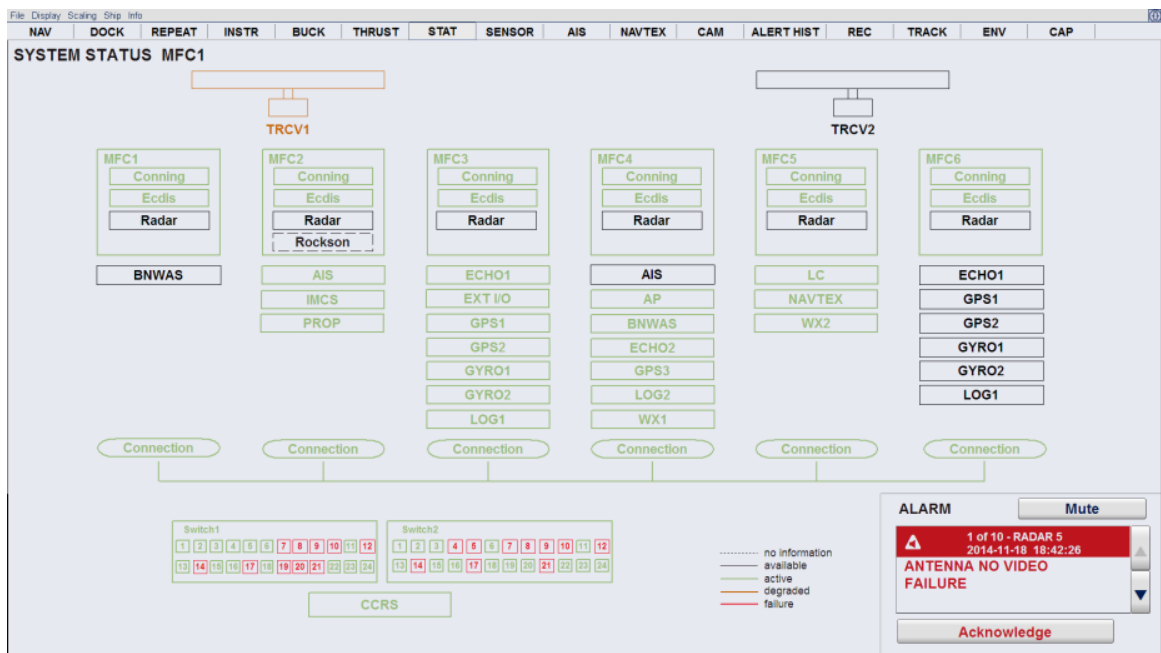 File Display Scaling Ship Info
NAV DOCK REPEAT INSTR BUCK THRUST STAT SENSOR AIS NAVTEX CAM ALERT HIST REC TRACK ENV CAP
SYSTEM STATUS MFC1
TRCV1 TRCV2
MFC1 MFC2 MFC3 MFC4 MFC5 MFC6
Conning Conning Conning Conning Conning Conning
Ecdis Ecdis Ecdis Ecdis Ecdis Ecdis
Radar Radar Radar Radar Radar Radar
Rockson
BNWAS AIS ECHO1 AIS LC ECHO1
IMCS EXT I/O AP NAVTEX GPS1
PROP GPS1 BNWAS WX2 GPS2
GPS2 ECHO2 GYRO1
GYRO1 GPS3 GYRO2
GYRO2 LOG2 LOG1
LOG1 WX1
Connection Connection Connection Connection Connection Connection
Switch1 Switch2
1 2 3 4 5 6 7 8 9 10 11 12 1 2 3 4 5 6 7 8 9 10 11 12
13 14 15 16 17 18 19 20 21 22 23 24 13 14 15 16 17 18 19 20 21 22 23 24
CCRS
no information
available
active
degraded
failure
ALARM Mute
1 of 10 - RADAR 5
2014-11-18 18:42:26
ANTENNA NO VIDEO
FAILURE
Acknowledge